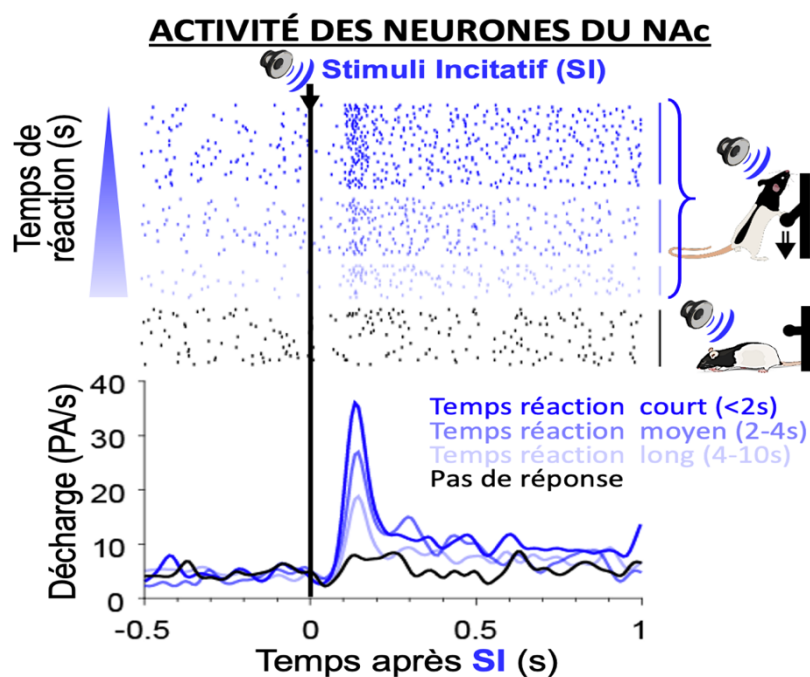 ACTIVITÉ DES NEURONES DU NAc
Stimuli Incitatif (SI)
Temps de
réaction (s)
Décharge (PA/s)
40
30
20
10
0
Temps réaction court (<2s)
Temps réaction moyen (2-4s)
Temps réaction long (4-10s)
Pas de réponse
-0.5
0
0.5
1
Temps après SI (s)